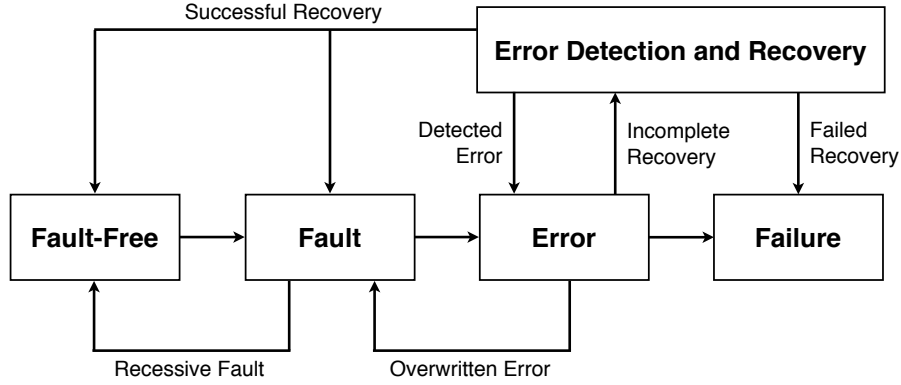 Successful Recovery
Error Detection and Recovery
Detected
Error
Incomplete
Recovery
Failed
Recovery
Fault-Free
Fault
Error
Failure
Recessive Fault
Overwritten Error